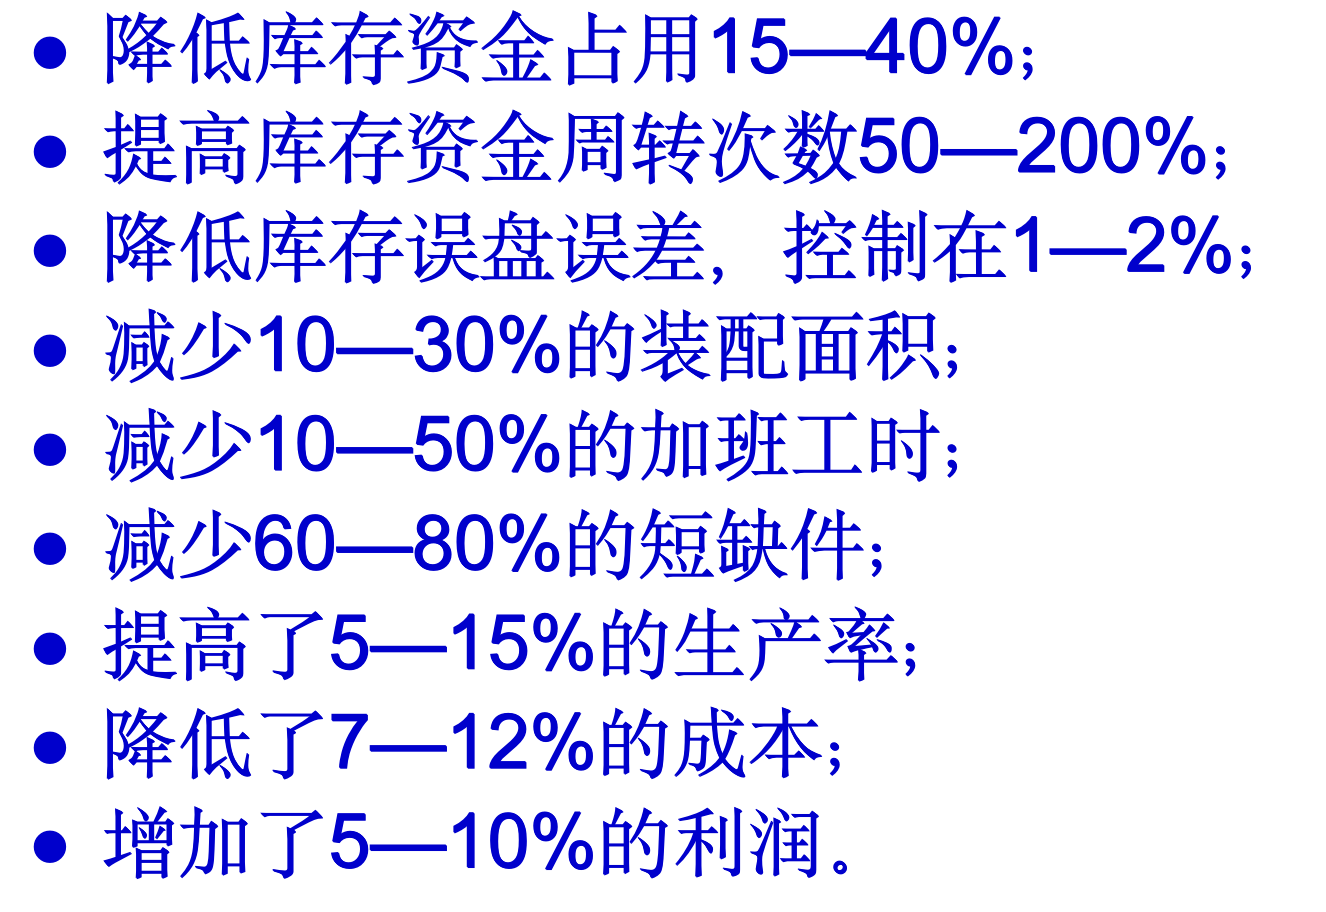 ● 降低库存资金占用15—40%；
● 提高库存资金周转次数50—200%；
● 降低库存误盘误差，控制在1—2%；
● 减少10—30%的装配面积；
● 减少10—50%的加班工时；
● 减少60—80%的短缺件；
● 提高了5—15%的生产率；
● 降低了7—12%的成本；
● 增加了5—10%的利润。